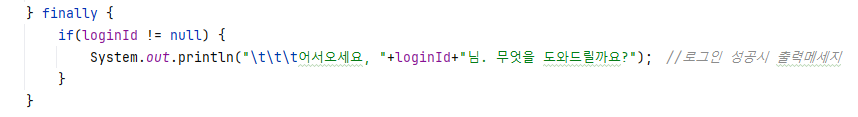 } finally {
if(loginId != null) {
System.out.println("\t\t\t어서오세요, "+loginId+"님. 무엇을 도와드릴까요?"); //로그인 성공시 출력메세지
}
}